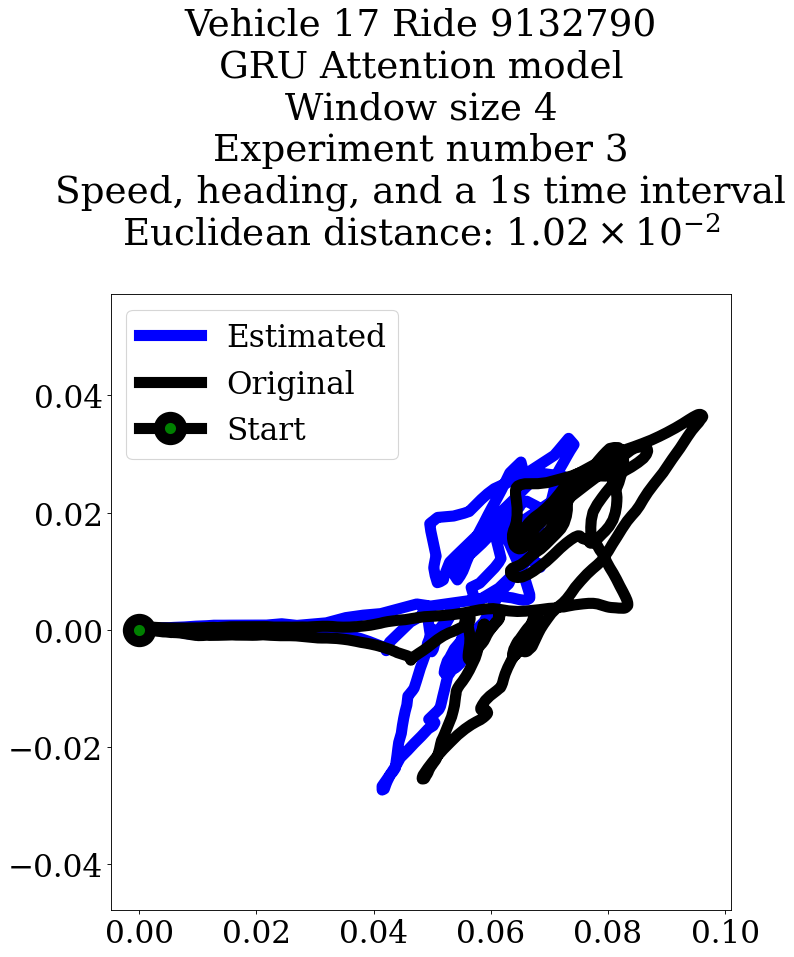 Vehicle 17 Ride 9132790
GRU Attention model
Window size 4
Experiment number 3
Speed, heading, and a 1s time interval
Euclidean distance: 1.02 × 10⁻²
Estimated
Original
Start
0.04
0.02
0.00
−0.02
−0.04
0.00 0.02 0.04 0.06 0.08 0.10